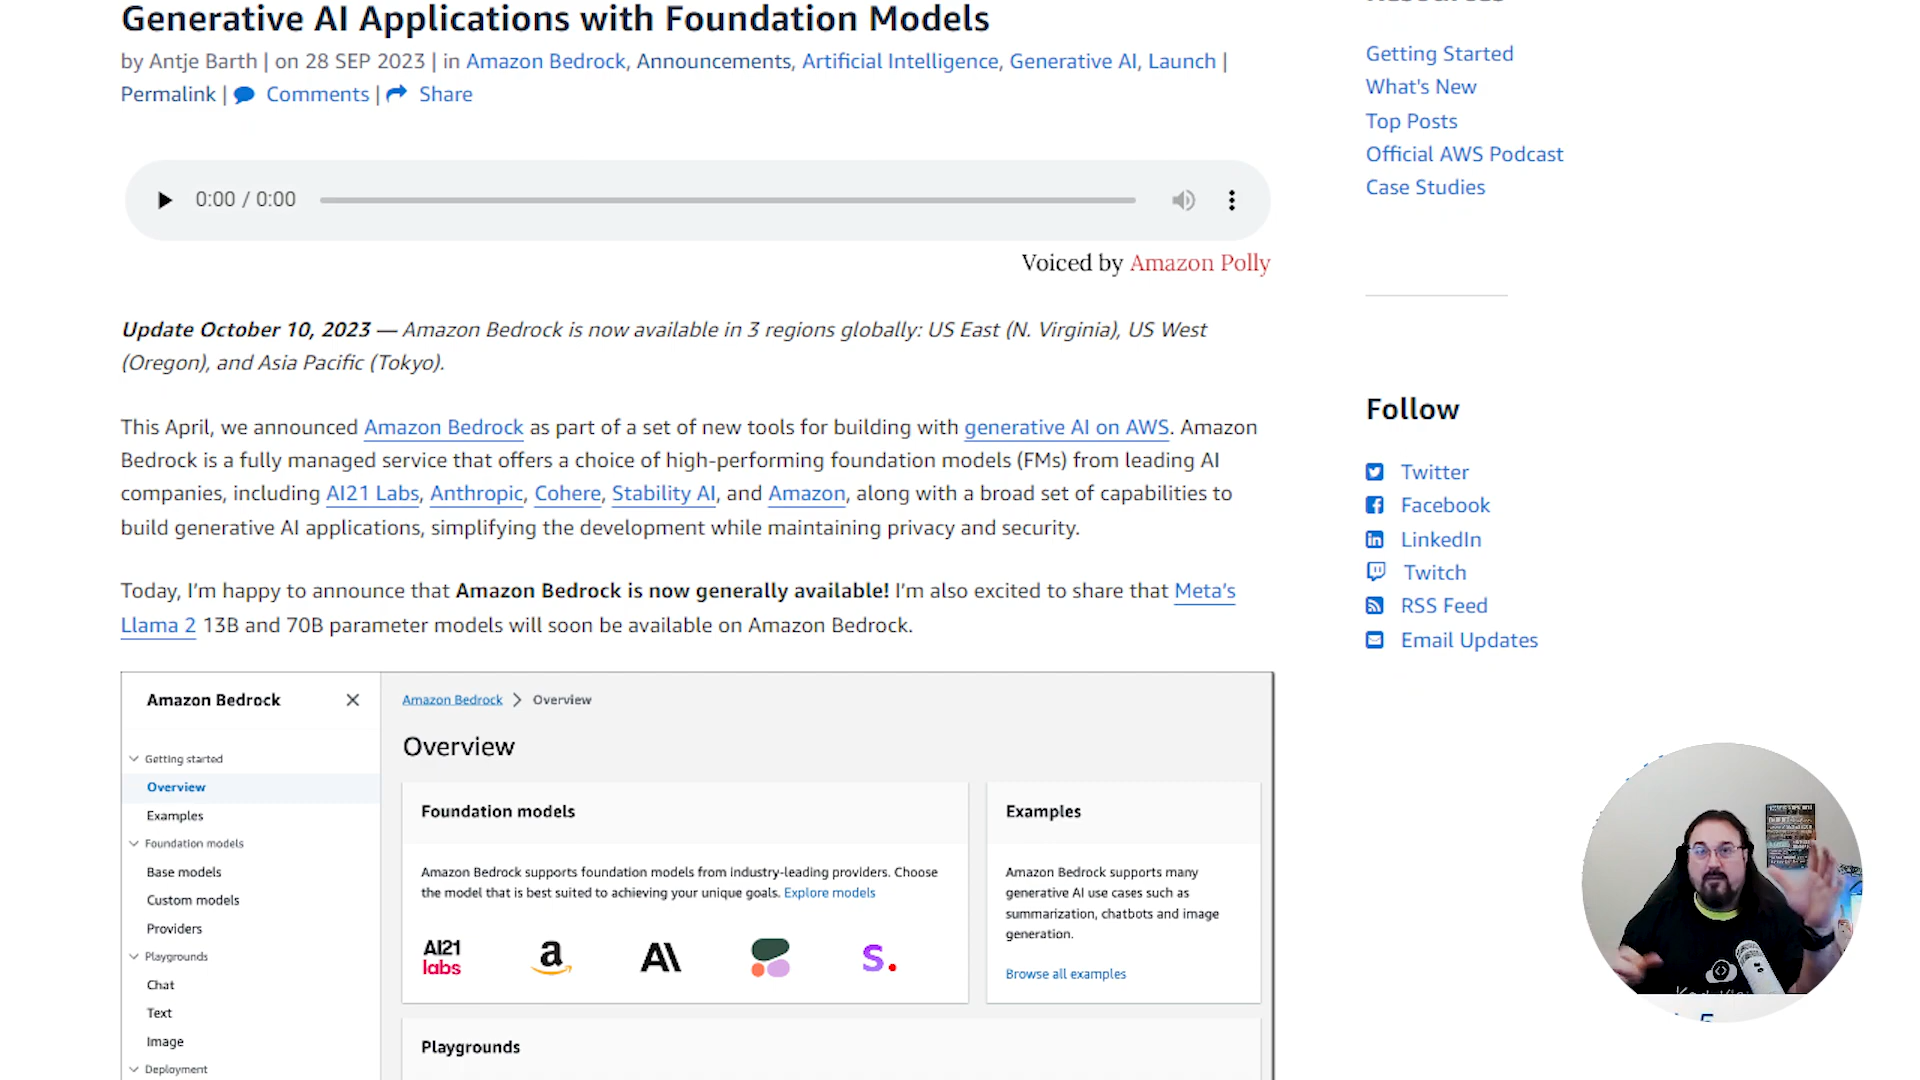 Generative AI Applications with Foundation Models
by Antje Barth | on 28 SEP 2023 | in Amazon Bedrock, Announcements, Artificial Intelligence, Generative AI, Launch |
Permalink | Comments | Share
0:00 / 0:00
Voiced by Amazon Polly
Update October 10, 2023 — Amazon Bedrock is now available in 3 regions globally: US East (N. Virginia), US West
(Oregon), and Asia Pacific (Tokyo).
This April, we announced Amazon Bedrock as part of a set of new tools for building with generative AI on AWS. Amazon
Bedrock is a fully managed service that offers a choice of high-performing foundation models (FMs) from leading AI
companies, including AI21 Labs, Anthropic, Cohere, Stability AI, and Amazon, along with a broad set of capabilities to
build generative AI applications, simplifying the development while maintaining privacy and security.
Today, I'm happy to announce that Amazon Bedrock is now generally available! I'm also excited to share that Meta's
Llama 2 13B and 70B parameter models will soon be available on Amazon Bedrock.
Amazon Bedrock
Getting started
Overview
Examples
Foundation models
Base models
Custom models
Providers
Playgrounds
Chat
Text
Image
Deployment
Amazon Bedrock > Overview
Overview
Foundation models
Amazon Bedrock supports foundation models from industry-leading providers. Choose
the model that is best suited to achieving your unique goals. Explore models
AI21
labs
a
AI
S.
Examples
Amazon Bedrock supports many
generative AI use cases such as
summarization, chatbots and image
generation.
Browse all examples
Playgrounds
Getting Started
What's New
Top Posts
Official AWS Podcast
Case Studies
Follow
Twitter
Facebook
LinkedIn
Twitch
RSS Feed
Email Updates